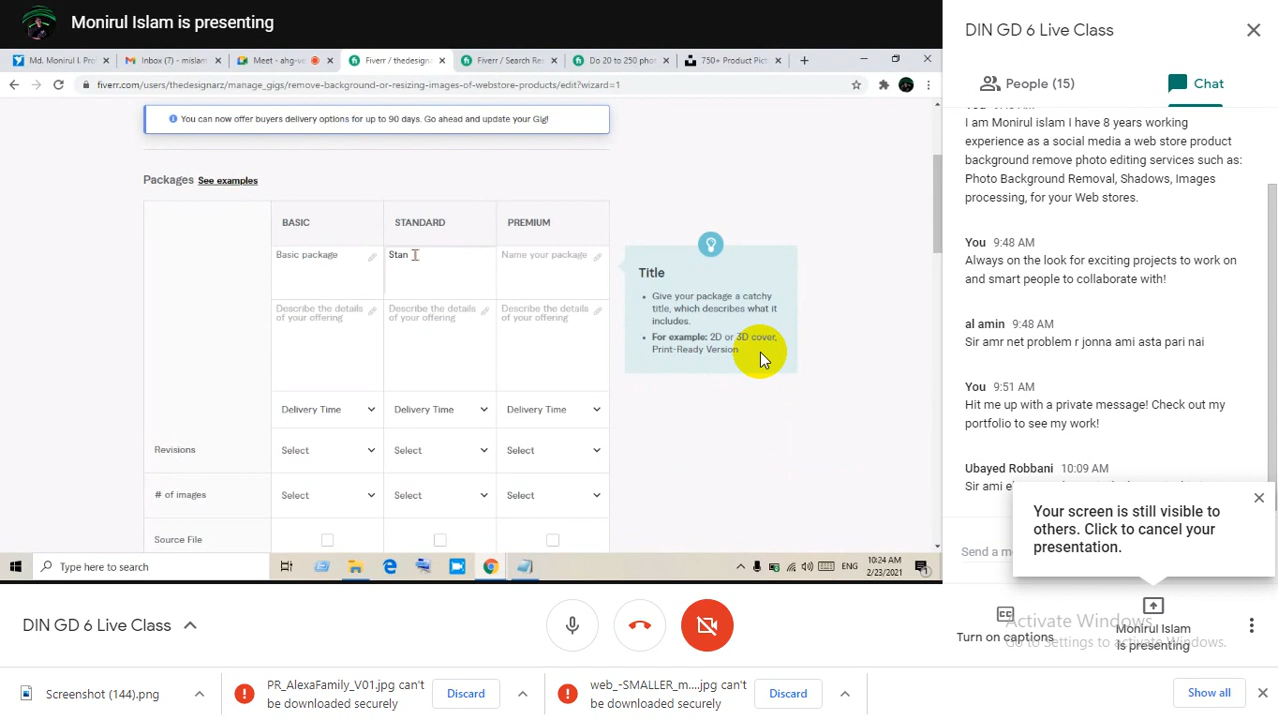 Monirul Islam is presenting
Md. Monirul I. Pro
Inbox (7) - mislam
Meet - ahg-v
Fiverr / thedesigna
Fiverr / Search Res
Do 20 to 250 phot
750+ Product Pict
fiverr.com/users/thedesignarz/manage_gigs/remove-background-or-resizing-images-of-webstore-products/edit?wizard=1
You can now offer buyers delivery options for up to 90 days. Go ahead and update your Gig!
Packages See examples
BASIC STANDARD PREMIUM
Basic package Stan Name your package
Describe the details of your offering
Describe the details of your offering
Describe the details of your offering
Delivery Time Delivery Time Delivery Time
Revisions Select Select Select
# of images Select Select Select
Source File
Title
Give your package a catchy
title, which describes what it
includes.
For example: 2D or 3D cover,
Print-Ready Version
Type here to search
ENG
10:24 AM
2/23/2021
DIN GD 6 Live Class
People (15)
Chat
I am Monirul islam I have 8 years working
experience as a social media a web store product
background remove photo editing services such as:
Photo Background Removal, Shadows, Images
processing, for your Web stores.
You 9:48 AM
Always on the look for exciting projects to work on
and smart people to collaborate with!
al amin 9:48 AM
Sir amr net problem r jonna ami asta pari nai
You 9:51 AM
Hit me up with a private message! Check out my
portfolio to see my work!
Ubayed Robbani 10:09 AM
Sir ami
Send a m
Your screen is still visible to
others. Click to cancel your
presentation.
DIN GD 6 Live Class
Turn on captions
Monirul Islam
is presenting
Activate Windows
Go to Settings to activate Windows.
Screenshot (144).png
PR_AlexaFamily_V01.jpg can't
be downloaded securely
Discard
web_-SMALLER_m....jpg can't
be downloaded securely
Discard
Show all